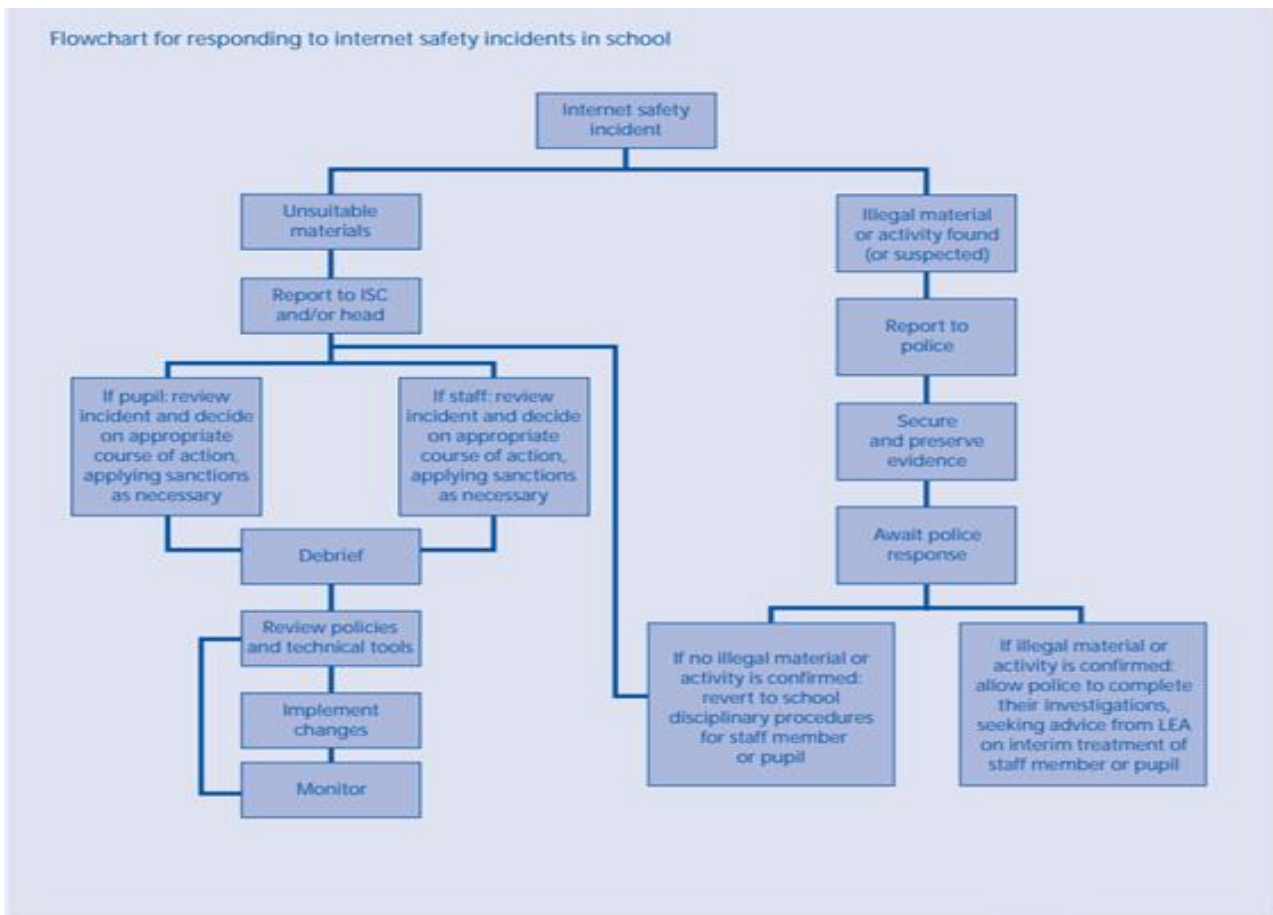 Flowchart for responding to internet safety incidents in school
Internet safety
incident
Unsuitable
materials
Report to ISC
and/or head
If pupil: review
incident and decide
on appropriate
course of action,
applying sanctions
as necessary
If staff: review
incident and decide
on appropriate
course of action,
applying sanctions
as necessary
Debrief
Review policies
and technical tools
Implement
changes
Monitor
Illegal material
or activity found
(or suspected)
Report to
police
Secure
and preserve
evidence
Await police
response
If no illegal material or
activity is confirmed:
revert to school
disciplinary procedures
for staff member
or pupil
If illegal material or
activity is confirmed:
allow police to complete
their investigations,
seeking advice from LEA
on interim treatment of
staff member or pupil